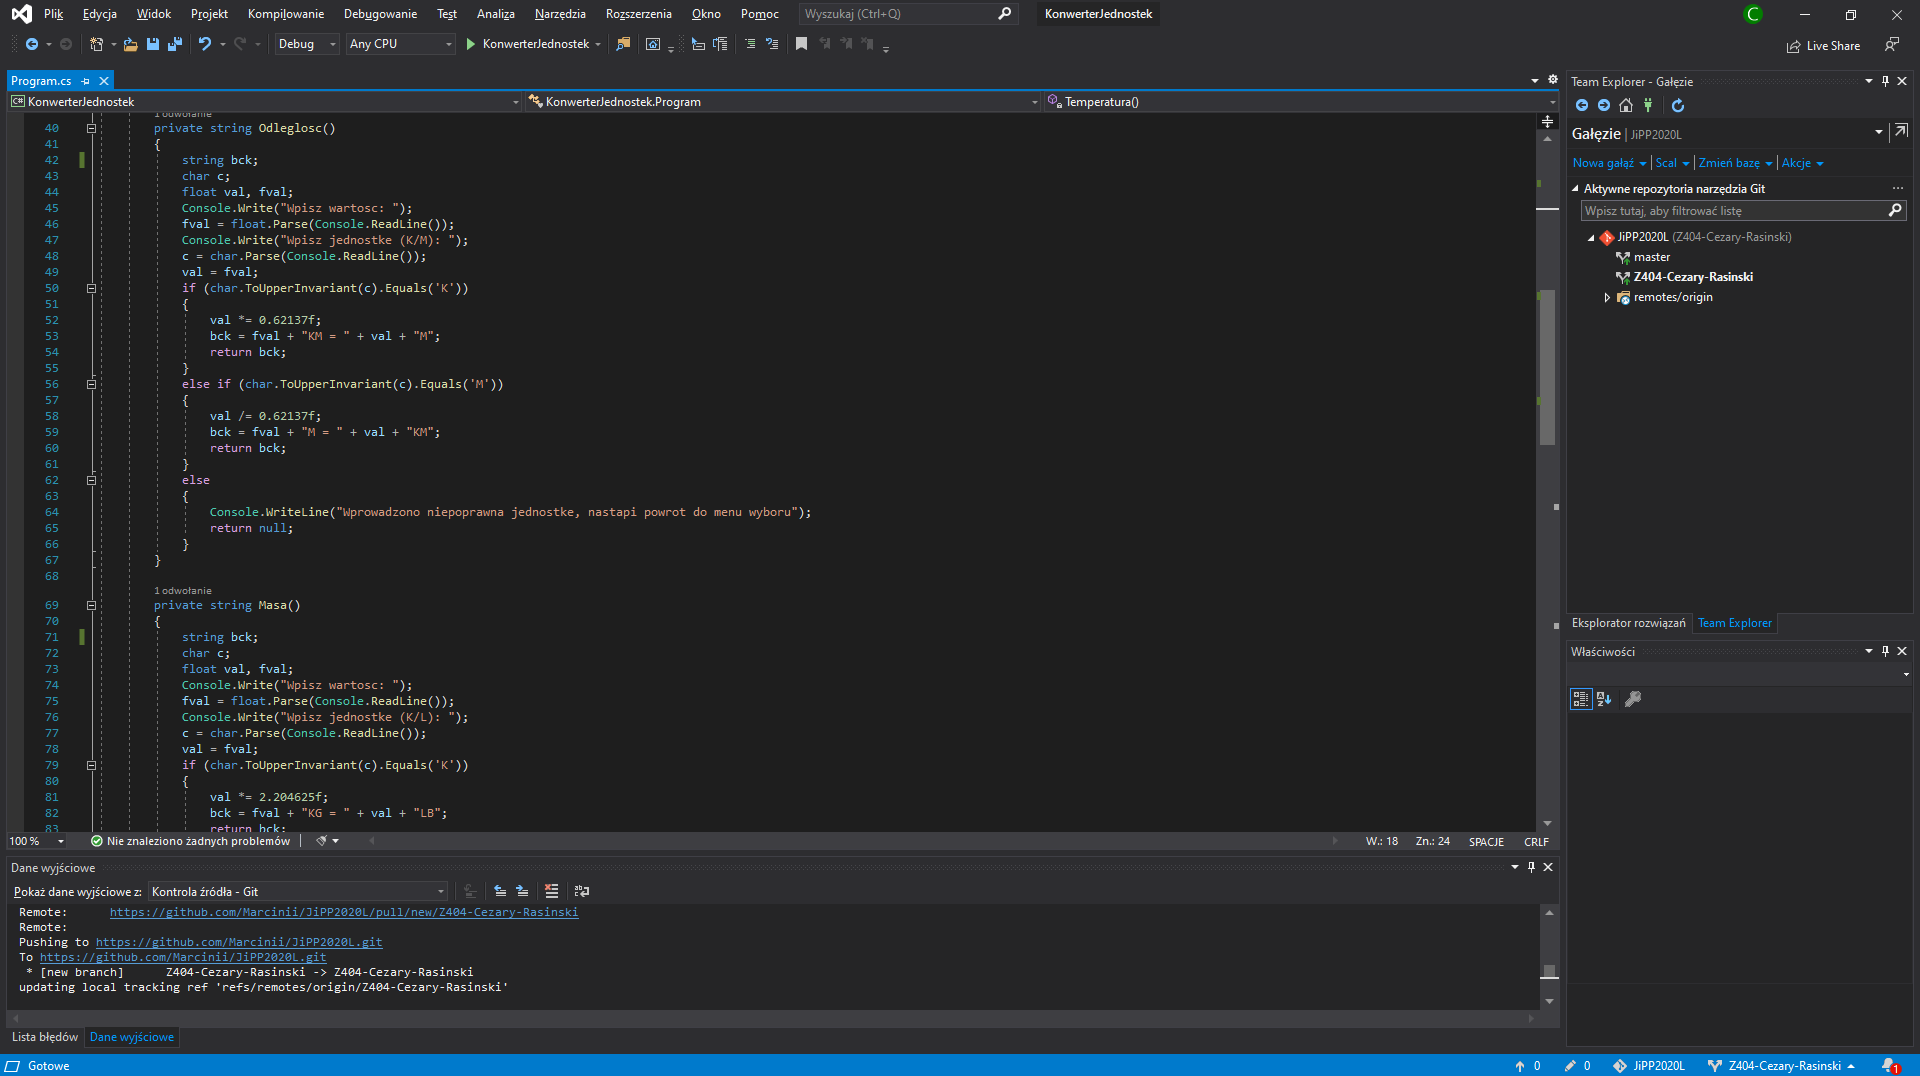 Plik Edycja Widok Projekt Kompilowanie Debugowanie Test Analiza Narzędzia Rozszerzenia Okno Pomoc Wyszukaj (Ctrl+Q) KonwerterJednostek C
Debug Any CPU KonwerterJednostek Live Share
Program.cs
C# KonwerterJednostek KonwerterJednostek.Program Temperatura()
1 odwołanie
40 private string Odleglosc()
41 {
42 string bck;
43 char c;
44 float val, fval;
45 Console.Write("Wpisz wartosc: ");
46 fval = float.Parse(Console.ReadLine());
47 Console.Write("Wpisz jednostke (K/M): ");
48 c = char.Parse(Console.ReadLine());
49 val = fval;
50 if (char.ToUpperInvariant(c).Equals('K'))
51 {
52 val *= 0.62137f;
53 bck = fval + "KM = " + val + "M";
54 return bck;
55 }
56 else if (char.ToUpperInvariant(c).Equals('M'))
57 {
58 val /= 0.62137f;
59 bck = fval + "M = " + val + "KM";
60 return bck;
61 }
62 else
63 {
64 Console.WriteLine("Wprowadzono niepoprawna jednostke, nastapi powrot do menu wyboru");
65 return null;
66 }
67 }
68
1 odwołanie
69 private string Masa()
70 {
71 string bck;
72 char c;
73 float val, fval;
74 Console.Write("Wpisz wartosc: ");
75 fval = float.Parse(Console.ReadLine());
76 Console.Write("Wpisz jednostke (K/L): ");
77 c = char.Parse(Console.ReadLine());
78 val = fval;
79 if (char.ToUpperInvariant(c).Equals('K'))
80 {
81 val *= 2.204625f;
82 bck = fval + "KG = " + val + "LB";
83 return bck;
100 % Nie znaleziono żadnych problemów W.: 18 Zn.: 24 SPACJE CRLF
Dane wyjściowe
Pokaż dane wyjściowe z: Kontrola źródła - Git
Remote: https://github.com/Marcinii/JiPP2020L/pull/new/Z404-Cezary-Rasinski
Remote:
Pushing to https://github.com/Marcinii/JiPP2020L.git
To https://github.com/Marcinii/JiPP2020L.git
* [new branch] Z404-Cezary-Rasinski -> Z404-Cezary-Rasinski
updating local tracking ref 'refs/remotes/origin/Z404-Cezary-Rasinski'
Lista błędów Dane wyjściowe
Team Explorer - Gałęzie
Gałęzie | JiPP2020L
Nowa gałąź Scal Zmień bazę Akcje
Aktywne repozytoria narzędzia Git
Wpisz tutaj, aby filtrować listę
JiPP2020L (Z404-Cezary-Rasinski)
master
Z404-Cezary-Rasinski
remotes/origin
Eksplorator rozwiązań Team Explorer
Właściwości
Gotowe 0 0 JiPP2020L Z404-Cezary-Rasinski 1